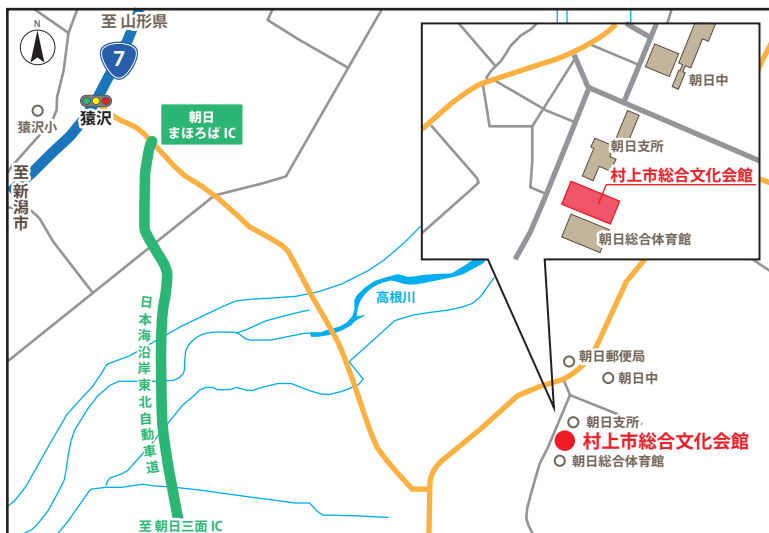 至 山形県
N
7
猿沢
猿沢小
朝日
まほろば IC
至新潟市
日本海沿岸東北自動車道
高根川
至 朝日三面 IC
朝日中
朝日支所
村上市総合文化会館
朝日総合体育館
朝日郵便局
朝日中
朝日支所
村上市総合文化会館
朝日総合体育館